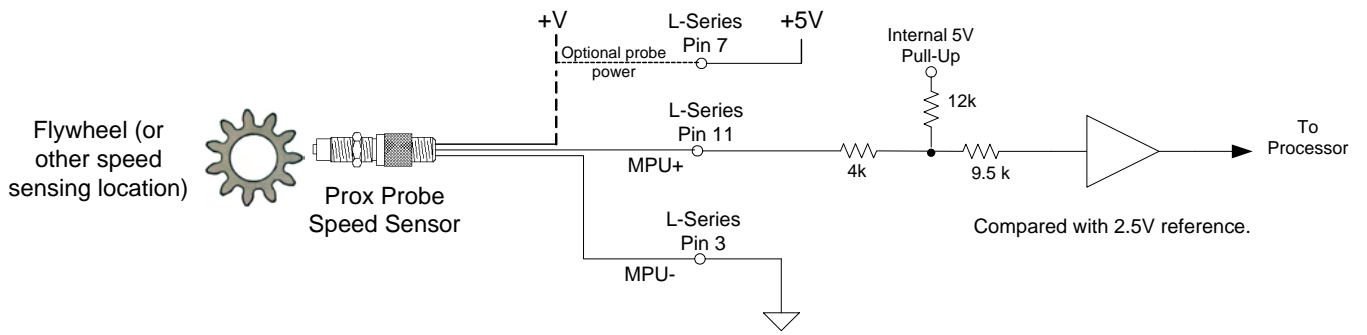 +V
L-Series
Pin 7
+5V
Optional probe
power
Internal 5V
Pull-Up
12k
Flywheel (or
other speed
sensing location)
Prox Probe
Speed Sensor
L-Series
Pin 11
MPU+
4k
9.5 k
To
Processor
Compared with 2.5V reference.
L-Series
Pin 3
MPU-